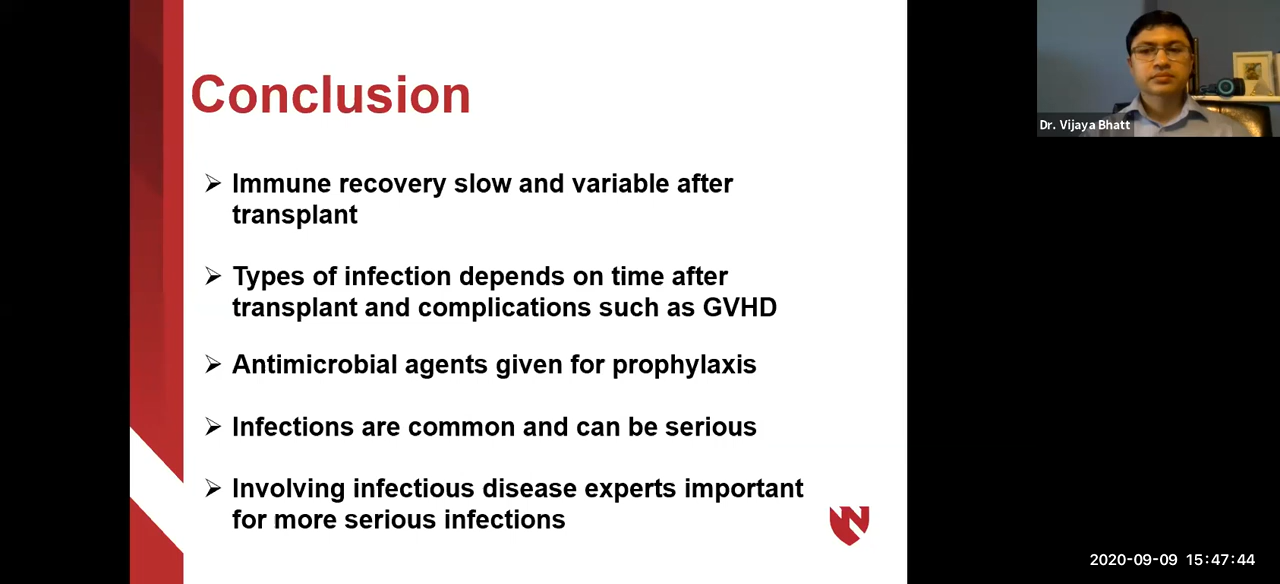 Conclusion
➢ Immune recovery slow and variable after
transplant
➢ Types of infection depends on time after
transplant and complications such as GVHD
➢ Antimicrobial agents given for prophylaxis
➢ Infections are common and can be serious
➢ Involving infectious disease experts important
for more serious infections
N
Dr. Vijaya Bhatt
2020-09-09 15:47:44